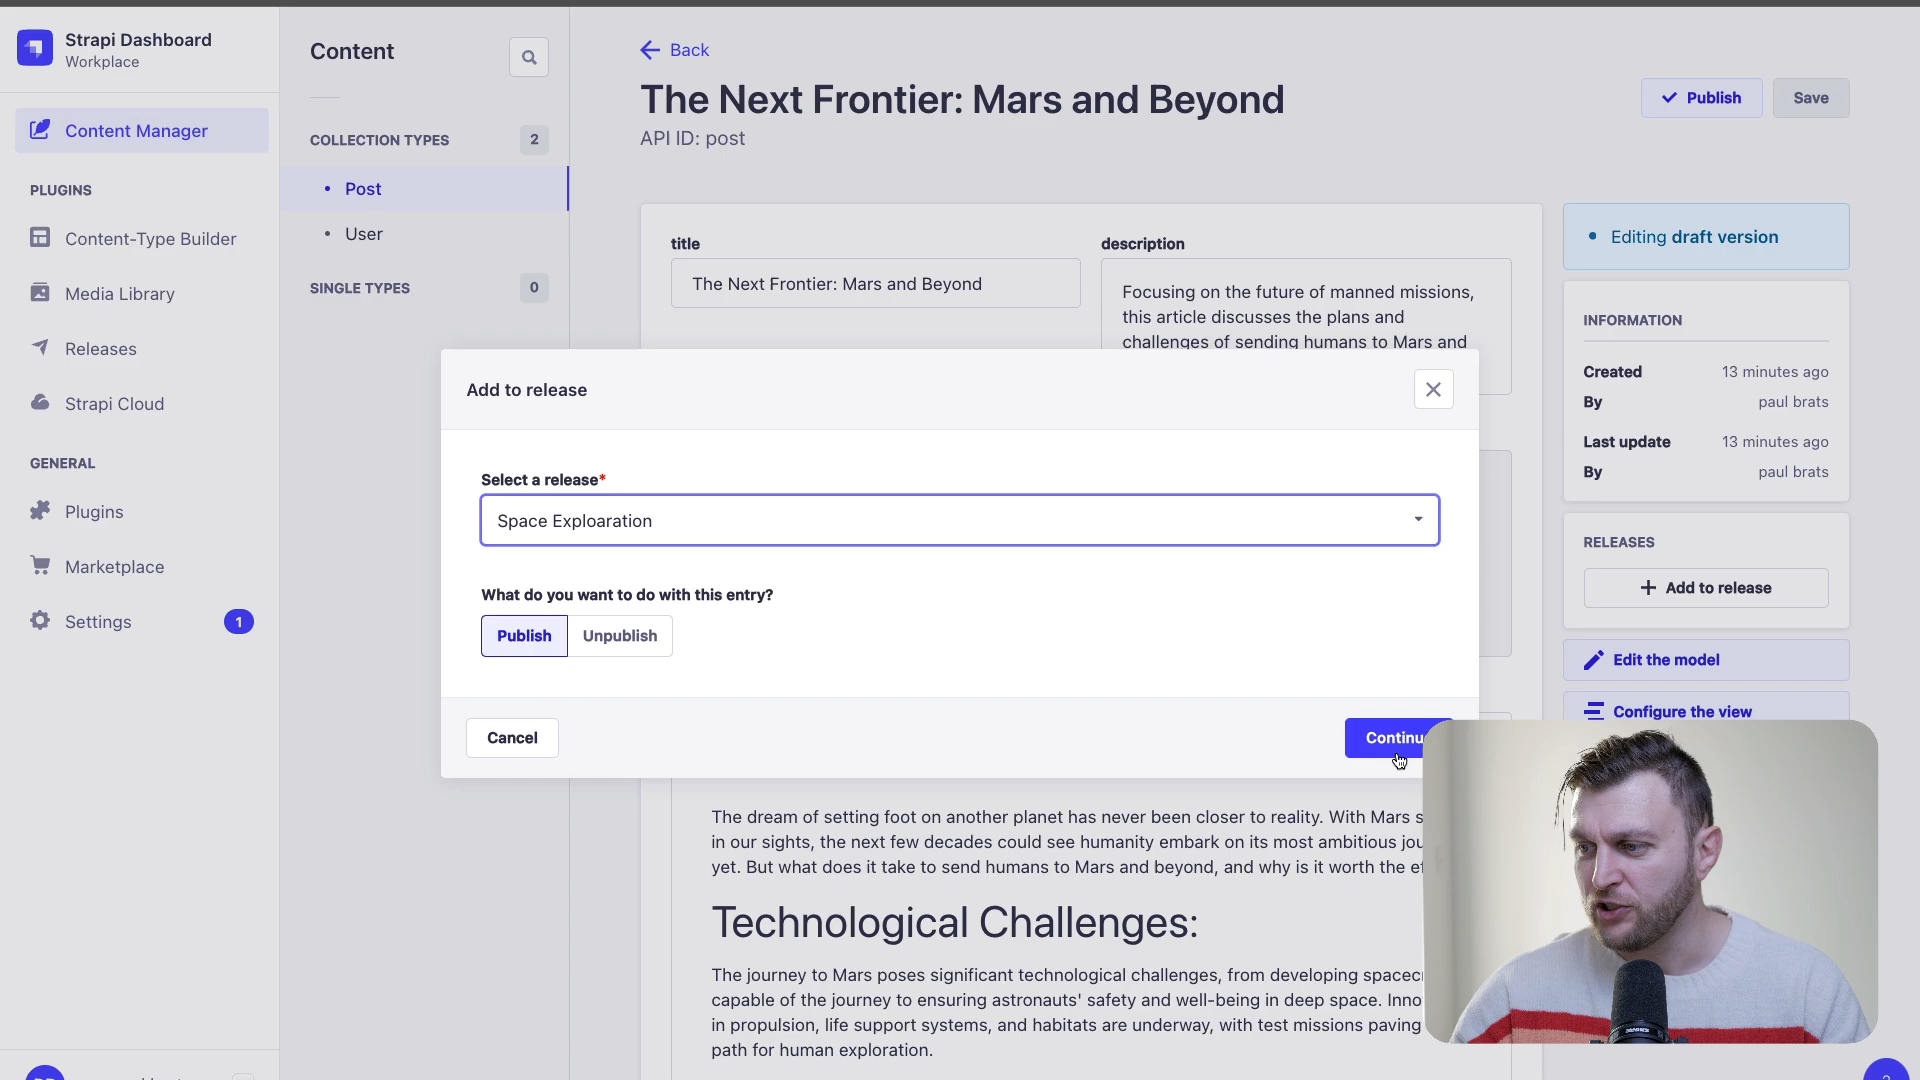 Strapi Dashboard
Workplace
Content Manager
PLUGINS
Content-Type Builder
Media Library
Releases
Strapi Cloud
GENERAL
Plugins
Marketplace
Settings
1
Content
COLLECTION TYPES
2
Post
User
SINGLE TYPES
0
Back
The Next Frontier: Mars and Beyond
API ID: post
Publish
Save
title
The Next Frontier: Mars and Beyond
description
Focusing on the future of manned missions,
this article discusses the plans and
challenges of sending humans to Mars and
Editing draft version
INFORMATION
Created
13 minutes ago
By
paul brats
Last update
13 minutes ago
By
paul brats
RELEASES
Add to release
Edit the model
Configure the view
Add to release
Select a release*
Space Exploaration
What do you want to do with this entry?
Publish
Unpublish
Cancel
Continu
The dream of setting foot on another planet has never been closer to reality. With Mars s
in our sights, the next few decades could see humanity embark on its most ambitious jou
yet. But what does it take to send humans to Mars and beyond, and why is it worth the ef
Technological Challenges:
The journey to Mars poses significant technological challenges, from developing spacecr
capable of the journey to ensuring astronauts' safety and well-being in deep space. Inno
in propulsion, life support systems, and habitats are underway, with test missions paving
path for human exploration.